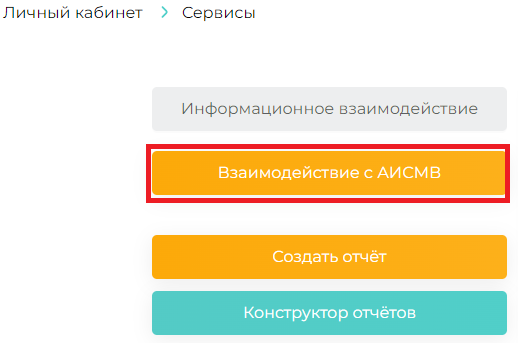 Личный кабинет > Сервисы
Информационное взаимодействие
Взаимодействие с АИСМВ
Создать отчёт
Конструктор отчётов